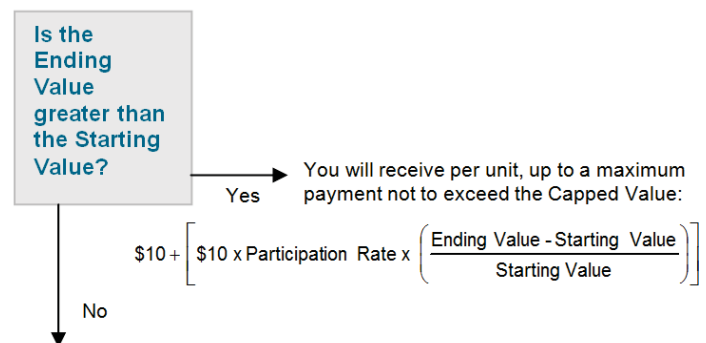 Is the
Ending
Value
greater than
the Starting
Value?
You will receive per unit, up to a maximum
payment not to exceed the Capped Value:
Yes
$10 + [ $10 x Participation Rate x ( Ending Value - Starting Value
Starting Value ) ]
No